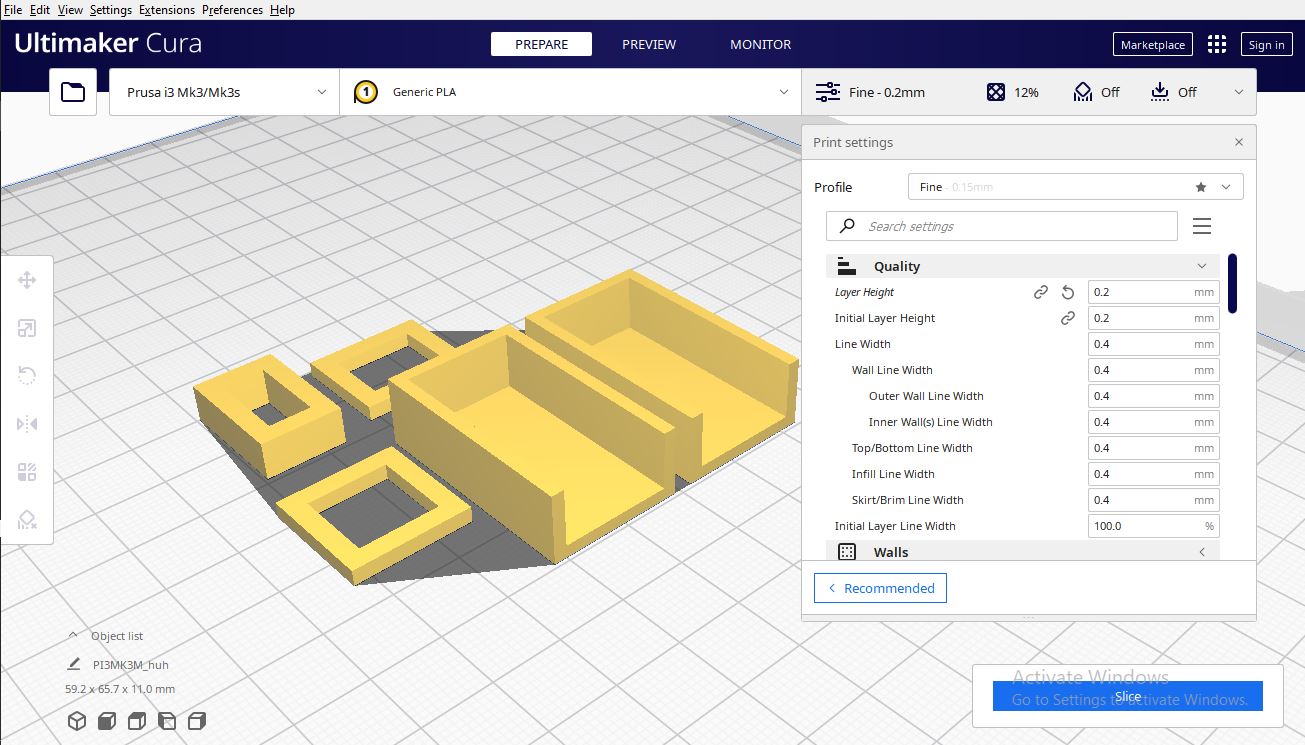 File Edit View Settings Extensions Preferences Help
Ultimaker Cura
PREPARE
PREVIEW
MONITOR
Marketplace
Sign in
Prusa i3 Mk3/Mk3s
1
Generic PLA
Fine - 0.2mm
12%
Off
Off
Print settings
Profile
Fine - 0.15mm
Search settings
Quality
Layer Height 0.2 mm
Initial Layer Height 0.2 mm
Line Width 0.4 mm
Wall Line Width 0.4 mm
Outer Wall Line Width 0.4 mm
Inner Wall(s) Line Width 0.4 mm
Top/Bottom Line Width 0.4 mm
Infill Line Width 0.4 mm
Skirt/Brim Line Width 0.4 mm
Initial Layer Line Width 100.0 %
Walls
Recommended
Object list
PI3MK3M_huh
59.2 x 65.7 x 11.0 mm
Activate Windows
Go to Settings to activate Windows.
Slice